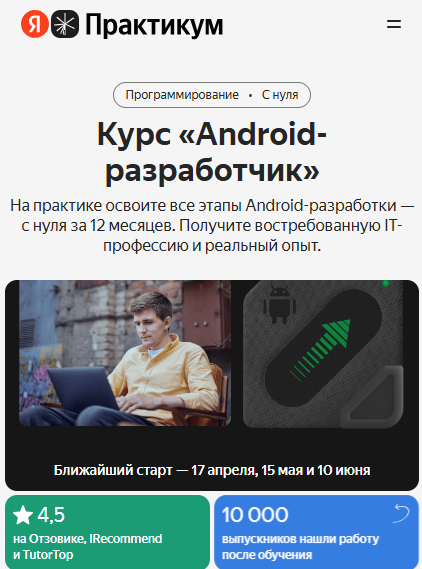 Я Практикум
Программирование • С нуля
Курс «Android-
разработчик»
На практике освоите все этапы Android-разработки —
с нуля за 12 месяцев. Получите востребованную IT-
профессию и реальный опыт.
Ближайший старт — 17 апреля, 15 мая и 10 июня
4,5
на Отзовике, IRecommend
и TutorTop
10 000
выпускников нашли работу
после обучения